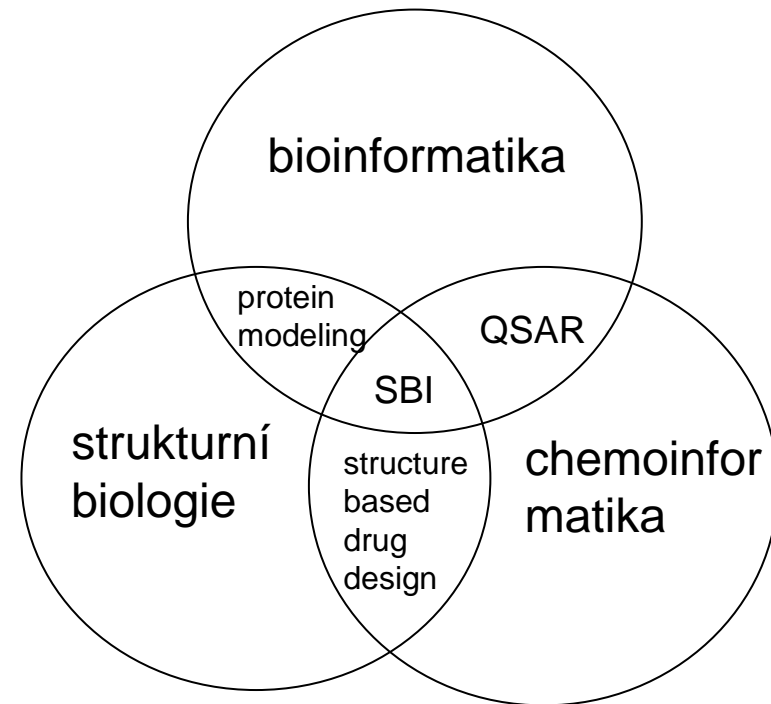 bioinformatika
protein
modeling
QSAR
SBI
strukturní
biologie
structure
based
drug
design
chemoinfor
matika